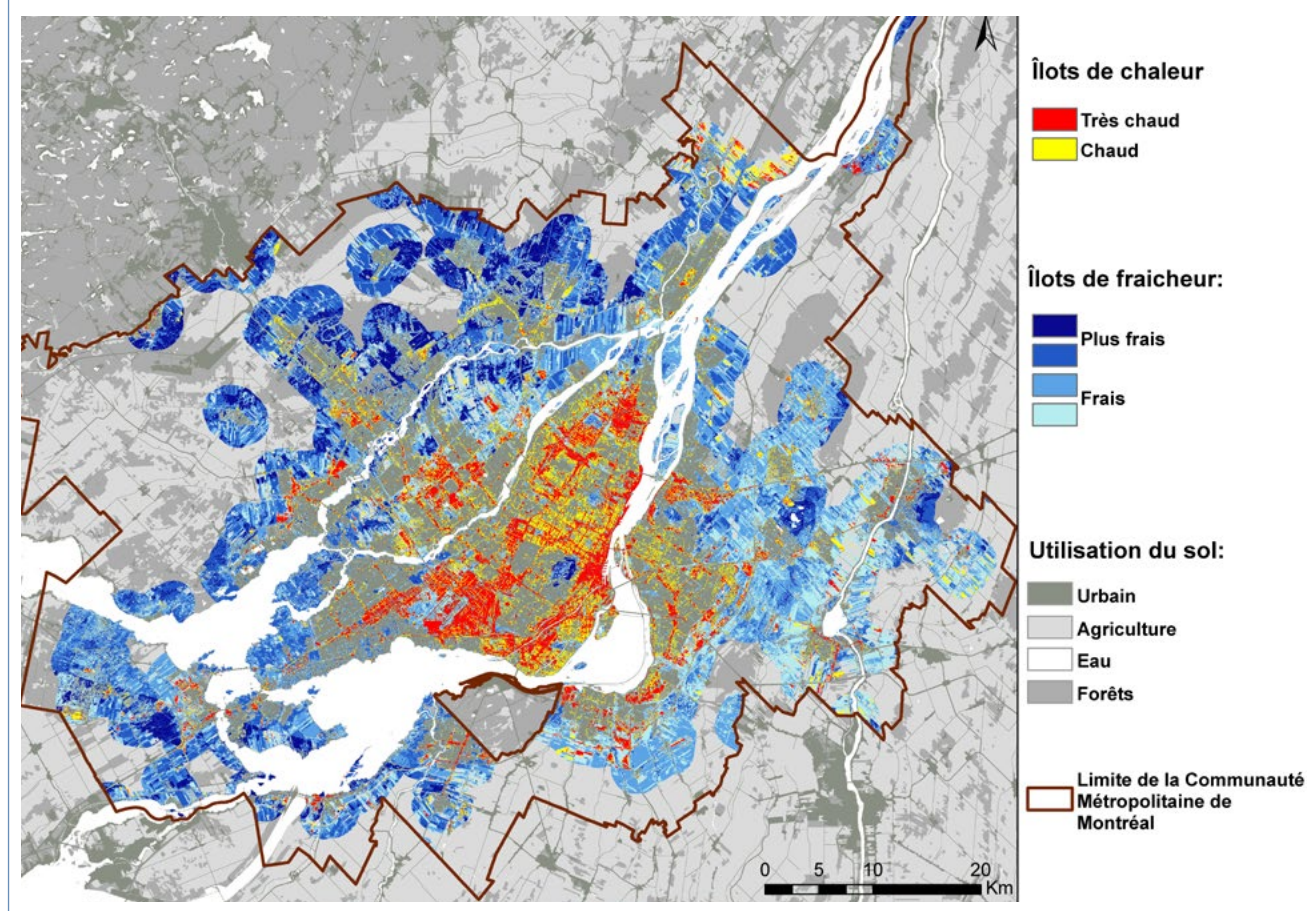 Îlots de chaleur
Très chaud
Chaud
Îlots de fraicheur:
Plus frais
Frais
Utilisation du sol:
Urbain
Agriculture
Eau
Forêts
Limite de la Communauté
Métropolitaine de
Montréal
0 5 10 20
Km